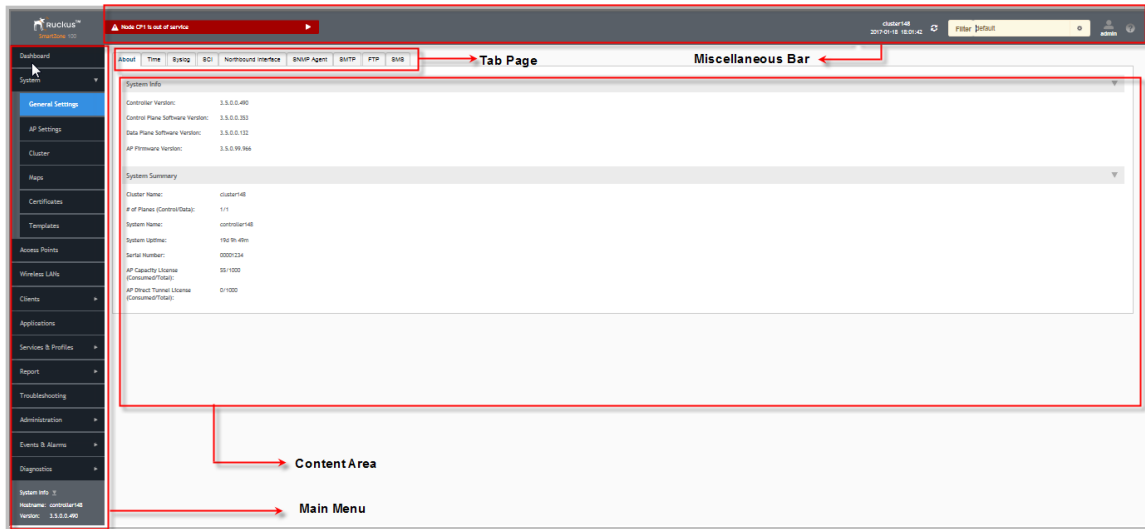 Ruckus™
SmartZone 100
Node CP1 is out of service
cluster148
2017-01-18 18:01:42
Filter default
admin
Dashboard
System
General Settings
AP Settings
Cluster
Maps
Certificates
Templates
Access Points
Wireless LANs
Clients
Applications
Services & Profiles
Report
Troubleshooting
Administration
Events & Alarms
Diagnostics
System Info
Hostname: controller148
Version: 3.5.0.0.490
About Time Syslog SCI Northbound Interface SNMP Agent SMTP FTP SMS
Tab Page
Miscellaneous Bar
System Info
Controller Version: 3.5.0.0.490
Control Plane Software Version: 3.5.0.0.353
Data Plane Software Version: 3.5.0.0.132
AP Firmware Version: 3.5.0.99.966
System Summary
Cluster Name: cluster148
# of Planes (Control/Data): 1/1
System Name: controller148
System Uptime: 19d 9h 49m
Serial Number: 00001234
AP Capacity License
(Consumed/Total): 55/1000
AP Direct Tunnel License
(Consumed/Total): 0/1000
Content Area
Main Menu